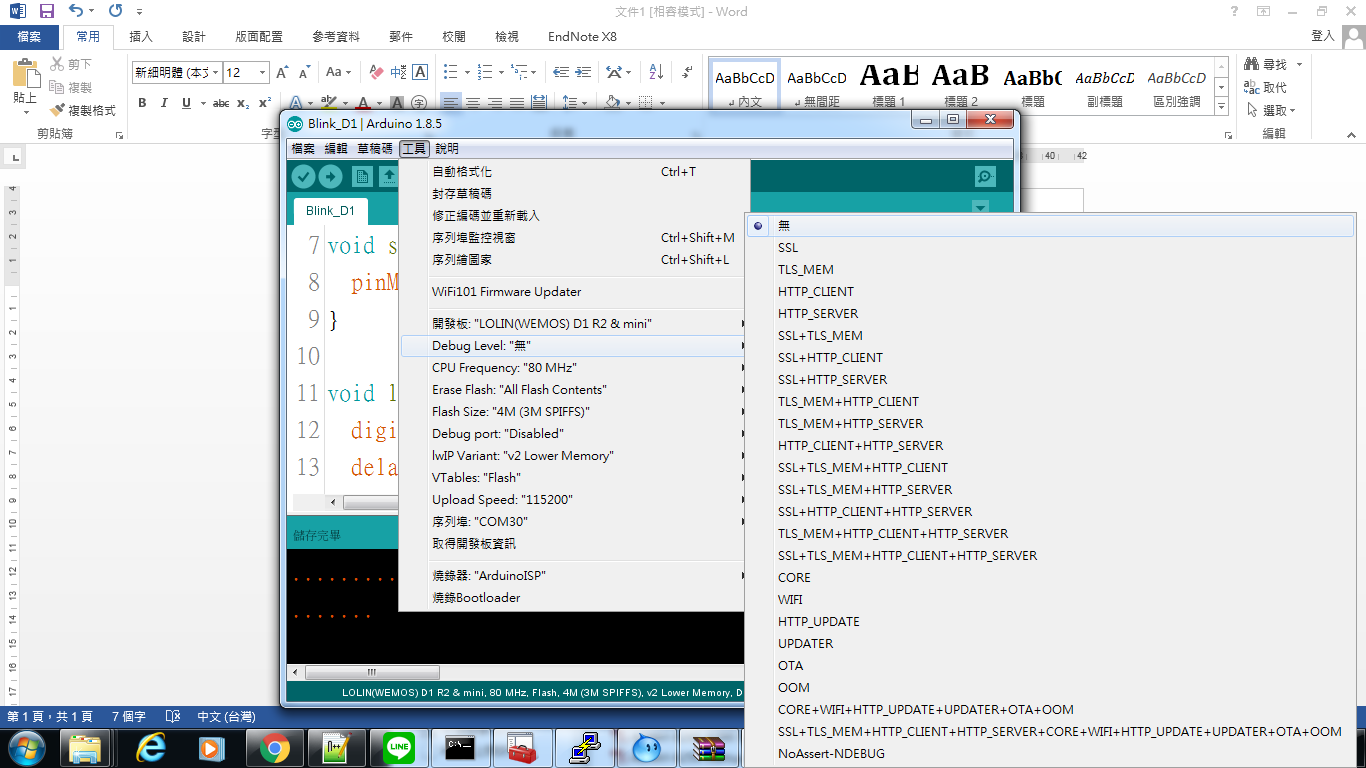 文件1 [相容模式] - Word
檔案 常用 插入 設計 版面配置 參考資料 郵件 校閱 檢視 EndNote X8 登入
貼上 剪下 複製 複製格式 剪貼簿
新細明體 (本文 12
B I U abc x₂ x² A
AaBbCcD AaBbCcD AaBb AaBb AaBbC AaBbCcD AaBbCcD
內文 無間距 標題 1 標題 2 標題 副標題 區別強調
尋找 取代 選取 編輯
40 42
Blink_D1 | Arduino 1.8.5
檔案 編輯 草稿碼 工具 說明
Blink_D1
7 void s
8 pinM
9 }
10
11 void l
12 digi
13 dela
儲存完畢
自動格式化 Ctrl+T
封存草稿碼
修正編碼並重新載入
序列埠監控視窗 Ctrl+Shift+M
序列繪圖家 Ctrl+Shift+L
WiFi101 Firmware Updater
開發板: "LOLIN(WEMOS) D1 R2 & mini"
Debug Level: "無"
CPU Frequency: "80 MHz"
Erase Flash: "All Flash Contents"
Flash Size: "4M (3M SPIFFS)"
Debug port: "Disabled"
lwIP Variant: "v2 Lower Memory"
VTables: "Flash"
Upload Speed: "115200"
序列埠: "COM30"
取得開發板資訊
燒錄器: "ArduinoISP"
燒錄Bootloader
無
SSL
TLS_MEM
HTTP_CLIENT
HTTP_SERVER
SSL+TLS_MEM
SSL+HTTP_CLIENT
SSL+HTTP_SERVER
TLS_MEM+HTTP_CLIENT
TLS_MEM+HTTP_SERVER
HTTP_CLIENT+HTTP_SERVER
SSL+TLS_MEM+HTTP_CLIENT
SSL+TLS_MEM+HTTP_SERVER
SSL+HTTP_CLIENT+HTTP_SERVER
TLS_MEM+HTTP_CLIENT+HTTP_SERVER
SSL+TLS_MEM+HTTP_CLIENT+HTTP_SERVER
CORE
WIFI
HTTP_UPDATE
UPDATER
OTA
OOM
CORE+WIFI+HTTP_UPDATE+UPDATER+OTA+OOM
SSL+TLS_MEM+HTTP_CLIENT+HTTP_SERVER+CORE+WIFI+HTTP_UPDATE+UPDATER+OTA+OOM
NoAssert-NDEBUG
LOLIN(WEMOS) D1 R2 & mini, 80 MHz, Flash, 4M (3M SPIFFS), v2 Lower Memory, D
第 1 頁，共 1 頁 7 個字 中文 (台灣)
LINE